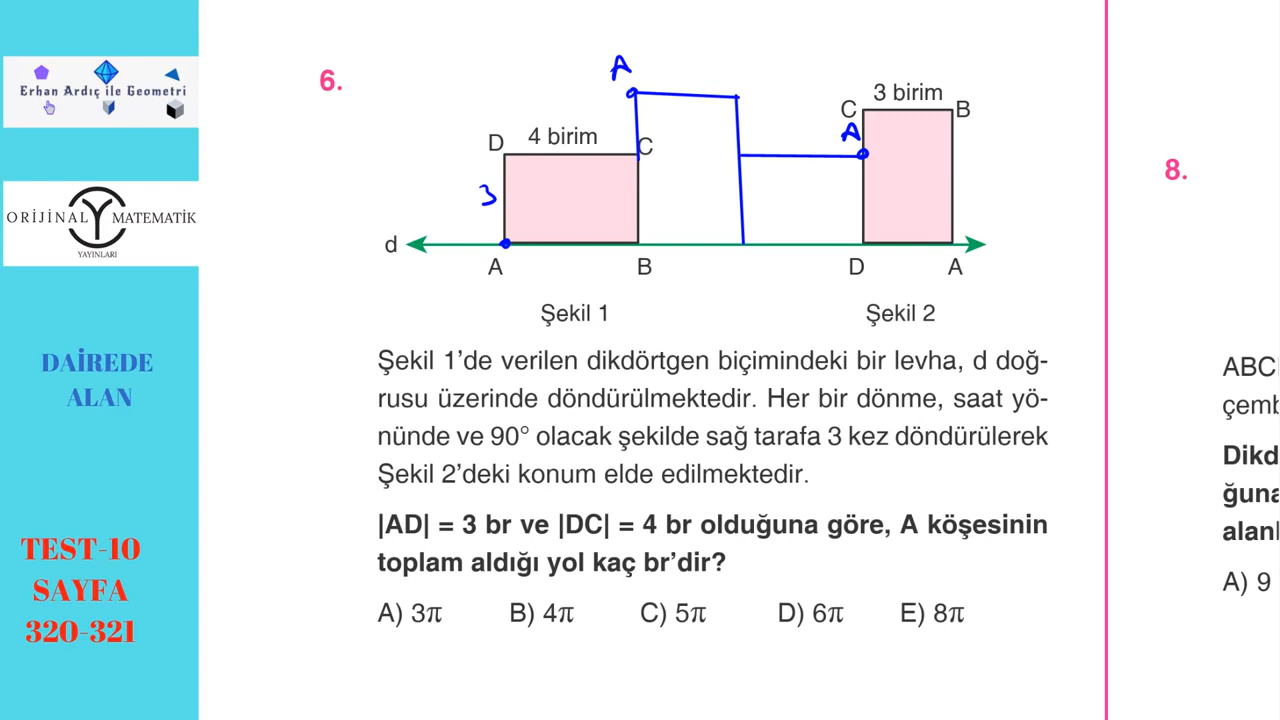 Erhan Ardıç ile Geometri
ORİJİNAL MATEMATİK
YAYINLARI
DAİREDE
ALAN
TEST-10
SAYFA
320-321
6.
A
3 birim
C B
A
D 4 birim C
3
d
A B D A
Şekil 1 Şekil 2
Şekil 1’de verilen dikdörtgen biçimindeki bir levha, d doğ-
rusu üzerinde döndürülmektedir. Her bir dönme, saat yö-
nünde ve 90° olacak şekilde sağ tarafa 3 kez döndürülerek
Şekil 2’deki konum elde edilmektedir.
|AD| = 3 br ve |DC| = 4 br olduğuna göre, A köşesinin
toplam aldığı yol kaç br’dir?
A) 3π B) 4π C) 5π D) 6π E) 8π
8.
ABC
çemb
Dikd
ğuna
alanl
A) 9